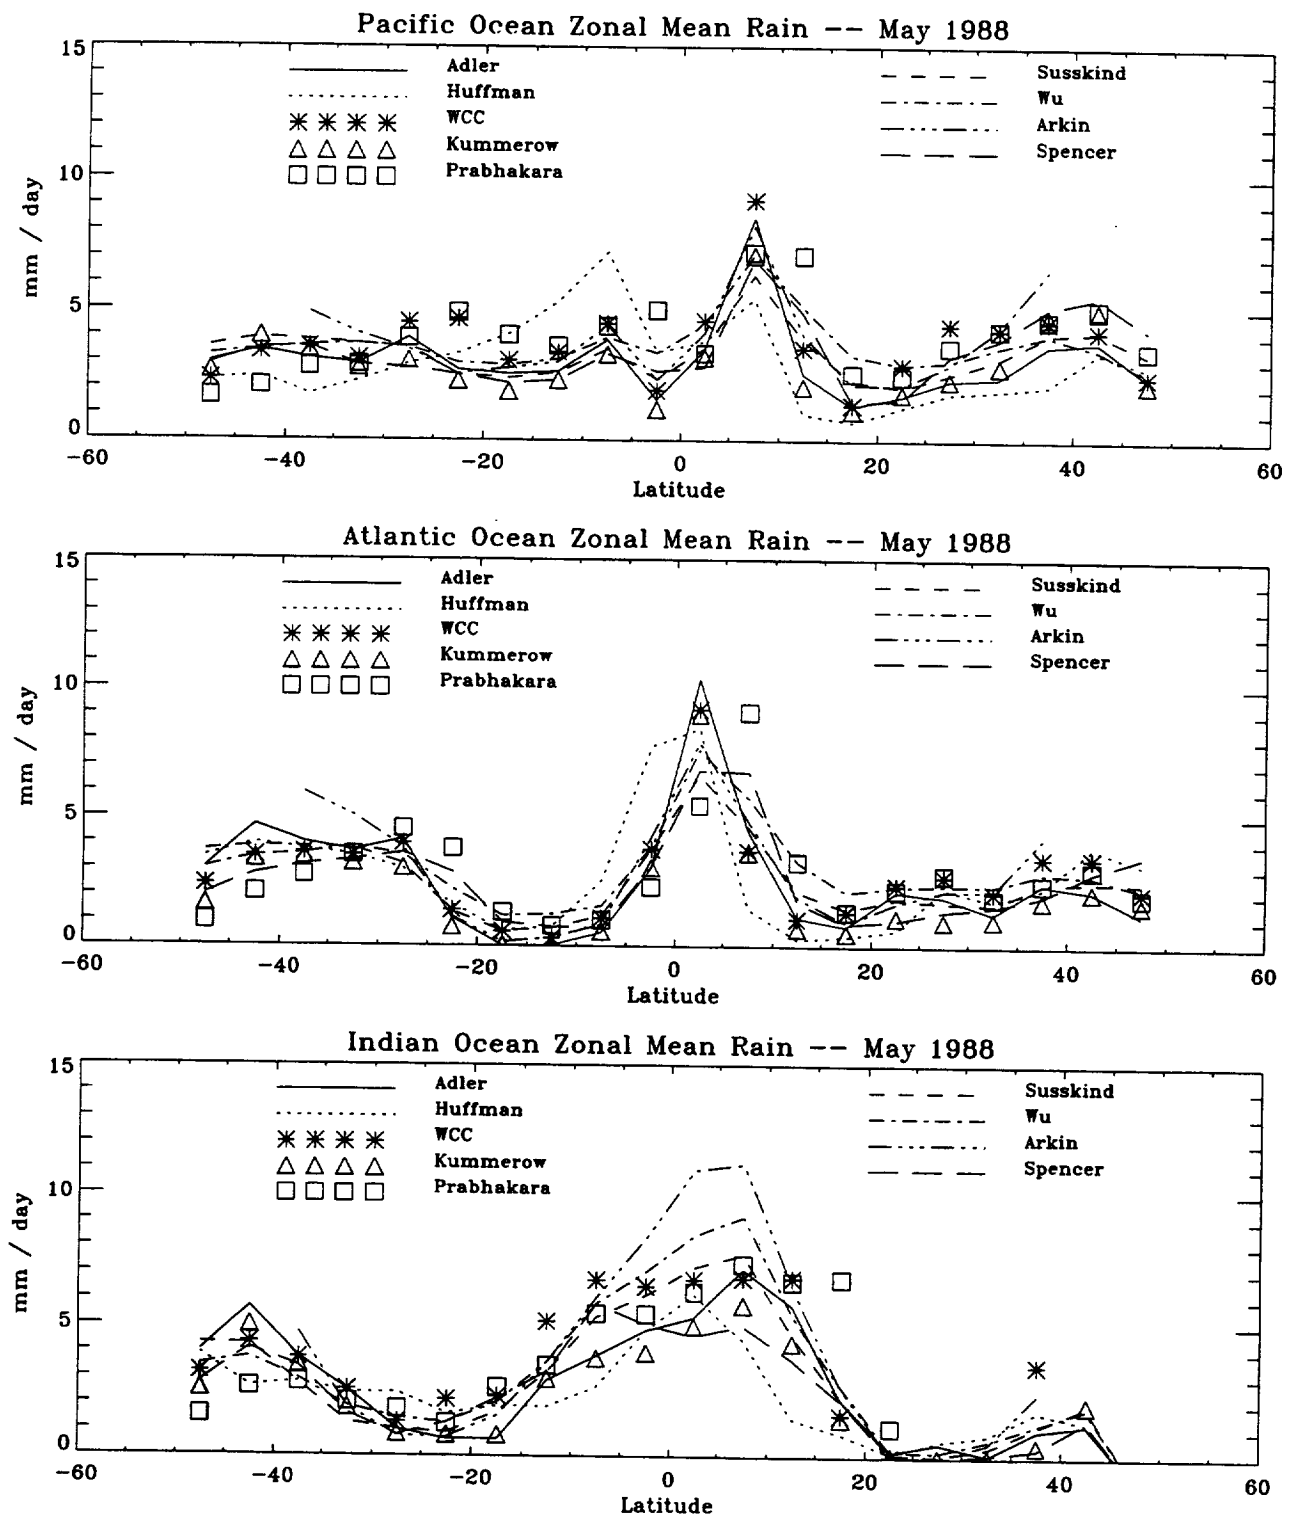 Pacific Ocean Zonal Mean Rain -- May 1988
15
10
5
0
mm / day
Adler
Huffman
WCC
Kummerow
Prabhakara
Susskind
Wu
Arkin
Spencer
-60 -40 -20 0 20 40 60
Latitude
Atlantic Ocean Zonal Mean Rain -- May 1988
15
10
5
0
mm / day
Adler
Huffman
WCC
Kummerow
Prabhakara
Susskind
Wu
Arkin
Spencer
-60 -40 -20 0 20 40 60
Latitude
Indian Ocean Zonal Mean Rain -- May 1988
15
10
5
0
mm / day
Adler
Huffman
WCC
Kummerow
Prabhakara
Susskind
Wu
Arkin
Spencer
-60 -40 -20 0 20 40 60
Latitude